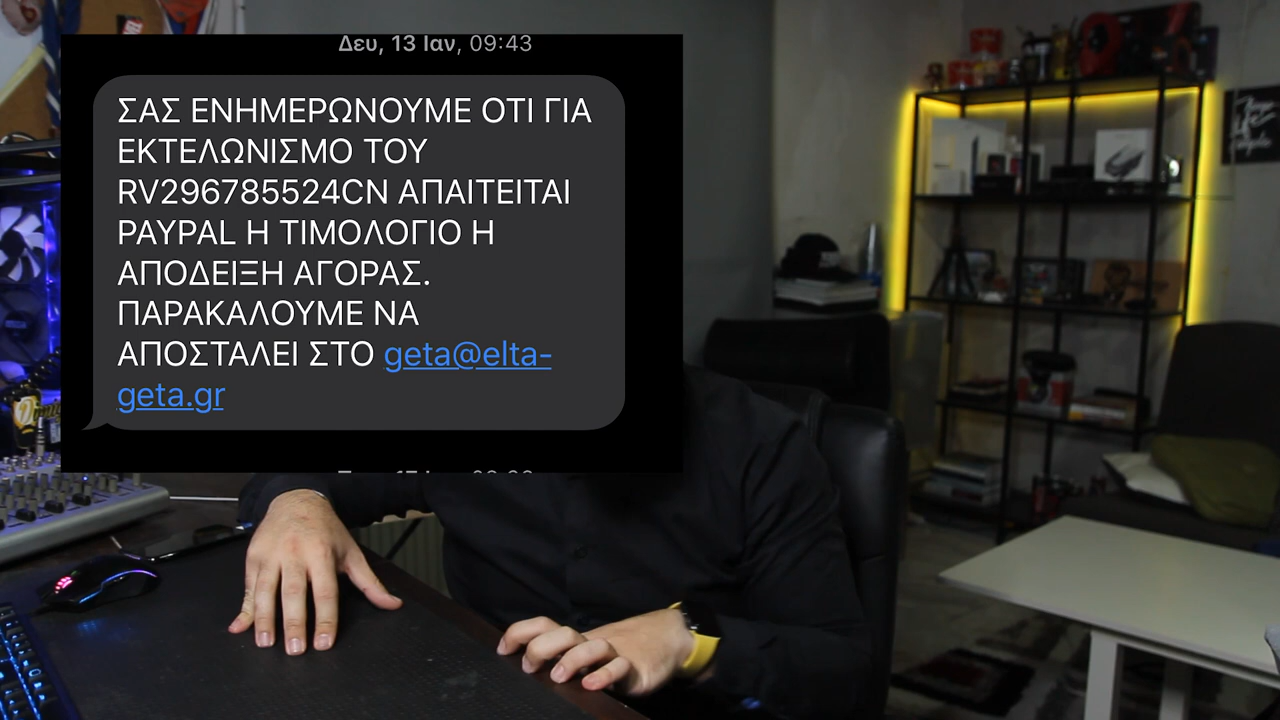 Δευ, 13 Ιαν, 09:43
ΣΑΣ ΕΝΗΜΕΡΩΝΟΥΜΕ ΟΤΙ ΓΙΑ
ΕΚΤΕΛΩΝΙΣΜΟ ΤΟΥ
RV296785524CN ΑΠΑΙΤΕΙΤΑΙ
PAYPAL Η ΤΙΜΟΛΟΓΙΟ Η
ΑΠΟΔΕΙΞΗ ΑΓΟΡΑΣ.
ΠΑΡΑΚΑΛΟΥΜΕ ΝΑ
ΑΠΟΣΤΑΛΕΙ ΣΤΟ geta@elta-
geta.gr